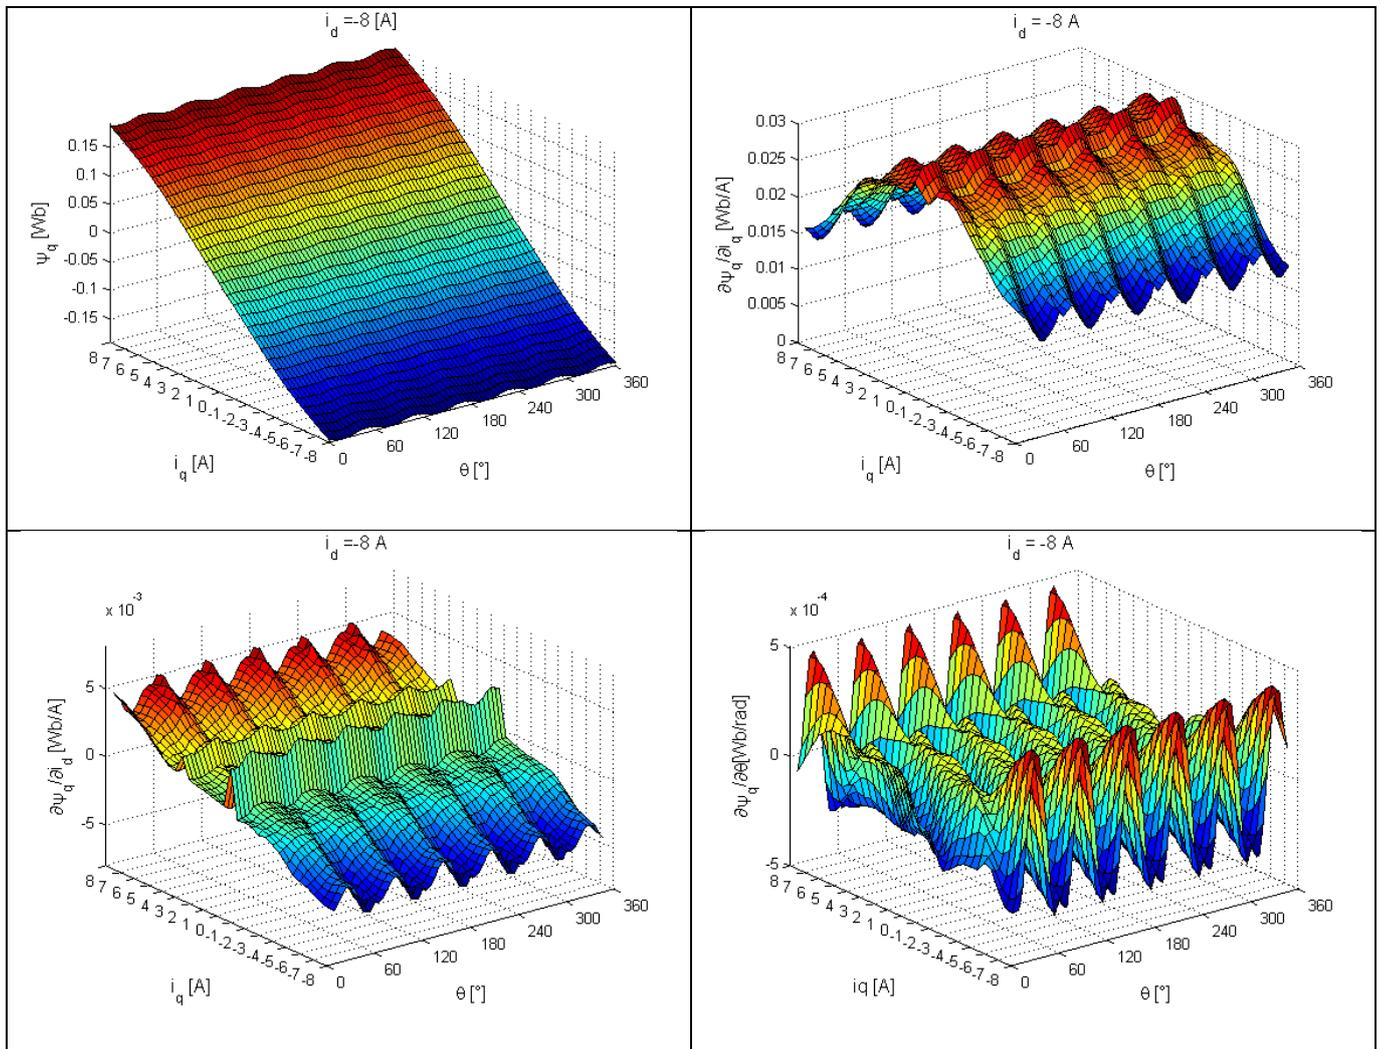 i_d =-8 [A]
0.15
0.1
0.05
0
-0.05
-0.1
-0.15
ψ_q [Wb]
8 7 6 5 4 3 2 1 0 -1 -2 -3 -4 -5 -6 -7 -8
i_q [A]
0 60 120 180 240 300 360
θ [°]
i_d = -8 A
0.03
0.025
0.02
0.015
0.01
0.005
0
∂ψ_q/∂i_q [Wb/A]
8 7 6 5 4 3 2 1 0 -1 -2 -3 -4 -5 -6 -7 -8
i_q [A]
0 60 120 180 240 300 360
θ [°]
i_d =-8 A
x 10^-3
5
0
-5
∂ψ_q/∂i_d [Wb/A]
8 7 6 5 4 3 2 1 0 -1 -2 -3 -4 -5 -6 -7 -8
i_q [A]
0 60 120 180 240 300 360
θ [°]
i_d = -8 A
x 10^-4
5
0
-5
∂ψ_q/∂θ[Wb/rad]
8 7 6 5 4 3 2 1 0 -1 -2 -3 -4 -5 -6 -7 -8
iq [A]
0 60 120 180 240 300 360
θ [°]